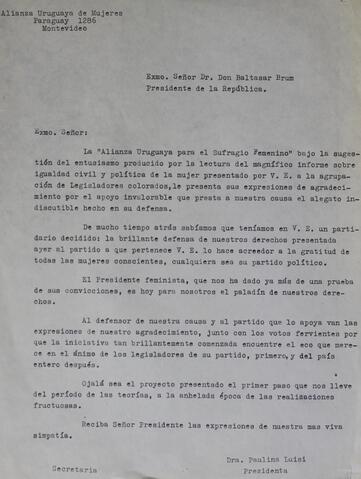 Alianza Uruguaya de Mujeres
Paraguay 1286
Montevideo
Exmo. Señor Dr. Don Baltasar Brum
Presidente de la República.
Exmo. Señor:
La "Alianza Uruguaya para el Sufragio Femenino" bajo la suges-
tión del entusiasmo producido por la lectura del magnífico informe sobre
igualdad civil y política de la mujer presentado por V. E. a la agrupa-
ción de Legisladores colorados,le presenta sus expresiones de agradeci-
miento por el apoyo invalorable que presta a nuestra causa el alegato in-
discutible hecho en su defensa.
De mucho tiempo atrás sabíamos que teníamos en V. E. un par-
tidario decidido: la brillante defensa de nuestros derechos presentada
ayer al partido a que pertenece V. E. lo hace acreedor a la gratitud de
todas las mujeres conscientes, cualquiera sea su partido político.
El Presidente feminista, que nos ha dado ya más de una prueba
de sus convicciones, es hoy para nosotros el paladín de nuestros dere-
chos.
Al defensor de nuestra causa y al partido que lo apoya van las
expresiones de nuestro agradecimiento, junto con los votos fervientes por
que la iniciativa tan brillantemente comenzada encuentre el eco que mere-
ce en el ánimo de los legisladores de su partido, primero,y del país
entero después.
Ojalá sea el proyecto presentado el primer paso que nos lleve
del período de las teorías, a la anhelada época de las realizaciones
fructuosas.
Reciba Señor Presidente las expresiones de nuestra mas viva
simpatía.
Dra. Paulina Luisi
Secretaria
Presidenta